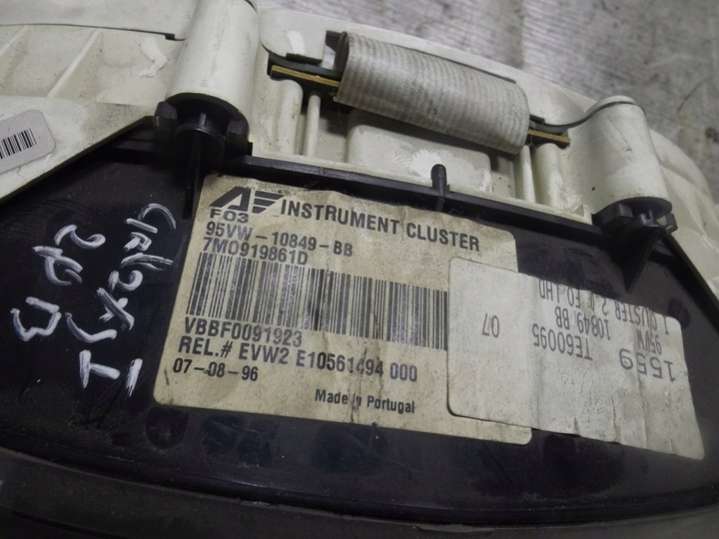 AF
F03
INSTRUMENT CLUSTER
95VW-10849-BB
7M0919861D
VBBF0091923
REL.# EVW2 E10561494 000
07-08-96
Made in Portugal
1559
95VW
10849 BB
TE60095
07